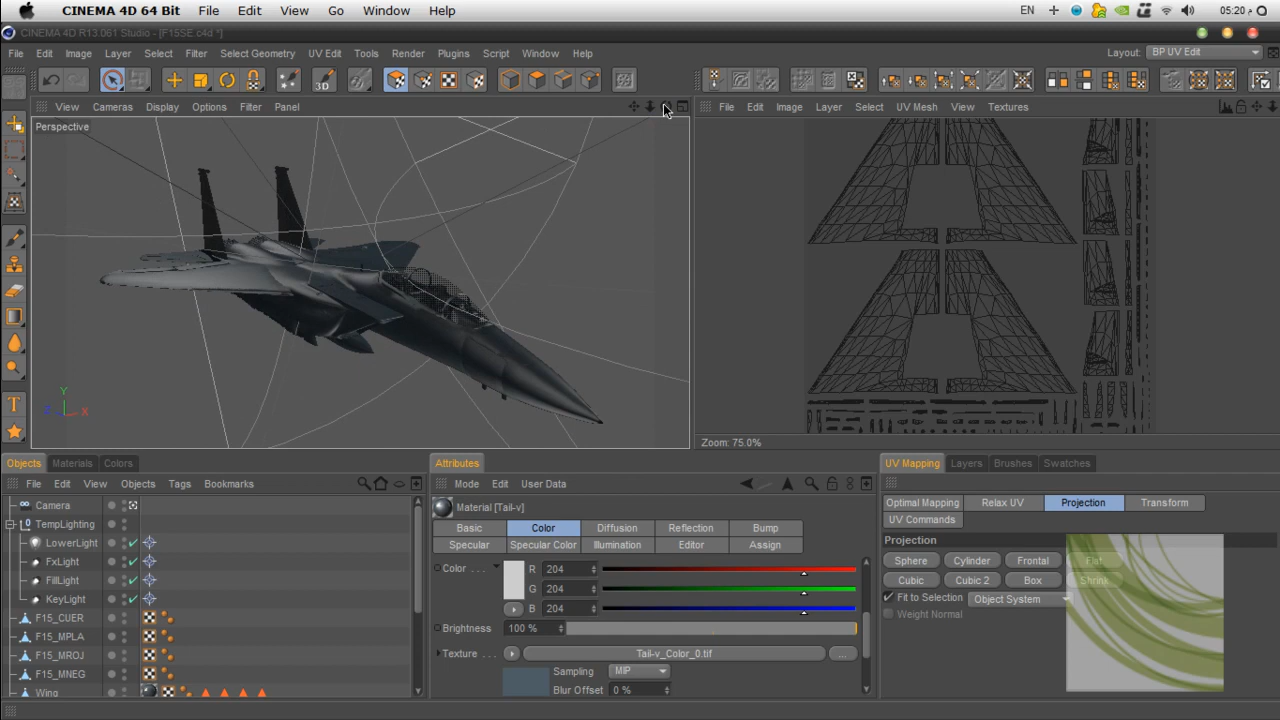 CINEMA 4D 64 Bit File Edit View Go Window Help EN 05:20 م
CINEMA 4D R13.061 Studio - [F15SE.c4d *]
File Edit Create Filter Select Geometry Layer Select UV Edit Tools Render Plugins Script Window Help Layout: BP UV Edit
View Cameras Display Options Filter Panel
File Edit Image Layer Select UV Mesh View Textures
Perspective
3D
Y
Z X
Zoom: 75.0%
Objects Materials Colors
File Edit View Objects Tags Bookmarks
Camera
TempLighting
LowerLight
FxLight
FillLight
KeyLight
F15_CUER
F15_MPLA
F15_MROJ
F15_MNEG
Wing
Attributes
Mode Edit User Data
Material [Tail-v]
Basic Color Diffusion Reflection Bump
Specular Specular Color Illumination Editor Assign
Color . . . R 204
G 204
B 204
Brightness 100 %
Texture . . . Tail-v_Color_0.tif ...
Sampling MIP
Blur Offset 0 %
UV Mapping Layers Brushes Swatches
Optimal Mapping Relax UV Projection Transform
UV Commands
Projection
Sphere Cylinder Frontal Flat
Cubic Cubic 2 Box Shrink
Fit to Selection Object System
Weight Normal